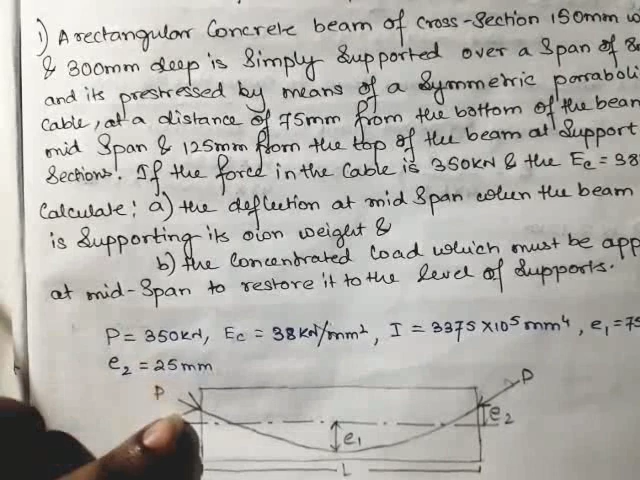 1) A rectangular Concrete beam of cross-section 150mm
& 300mm deep is Simply Supported over a Span of
and its prestressed by means of a Symmetric paraboli
Cable, at a distance of 75mm from the bottom of the beam
mid Span & 125mm from the top of the beam at Support
Sections. If the force in the Cable is 350KN & the Ec = 38
Calculate: a) the deflection at mid Span when the beam
is Supporting its own weight &
b) the Concentrated load which must be app
at mid-Span to restore it to the level of Supports.
P = 350KN, Ec = 38KN/mm², I = 3375 X10⁵ mm⁴, e₁ = 75
e₂ = 25mm
P
P
e₂
e₁
L